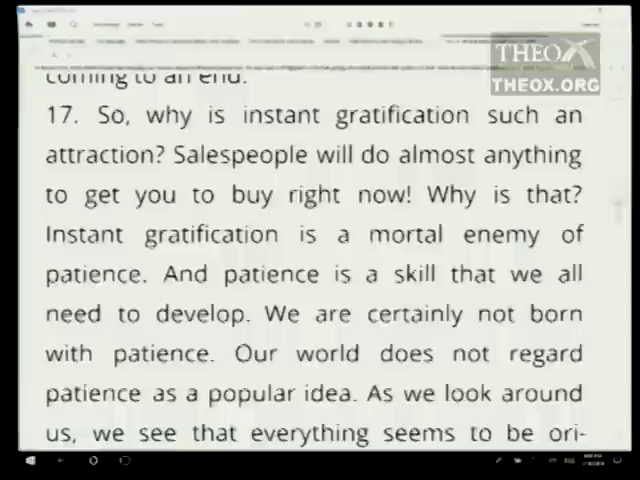 THEOX
THEOX.ORG
coming to an end.
17. So, why is instant gratification such an
attraction? Salespeople will do almost anything
to get you to buy right now! Why is that?
Instant gratification is a mortal enemy of
patience. And patience is a skill that we all
need to develop. We are certainly not born
with patience. Our world does not regard
patience as a popular idea. As we look around
us, we see that everything seems to be ori-